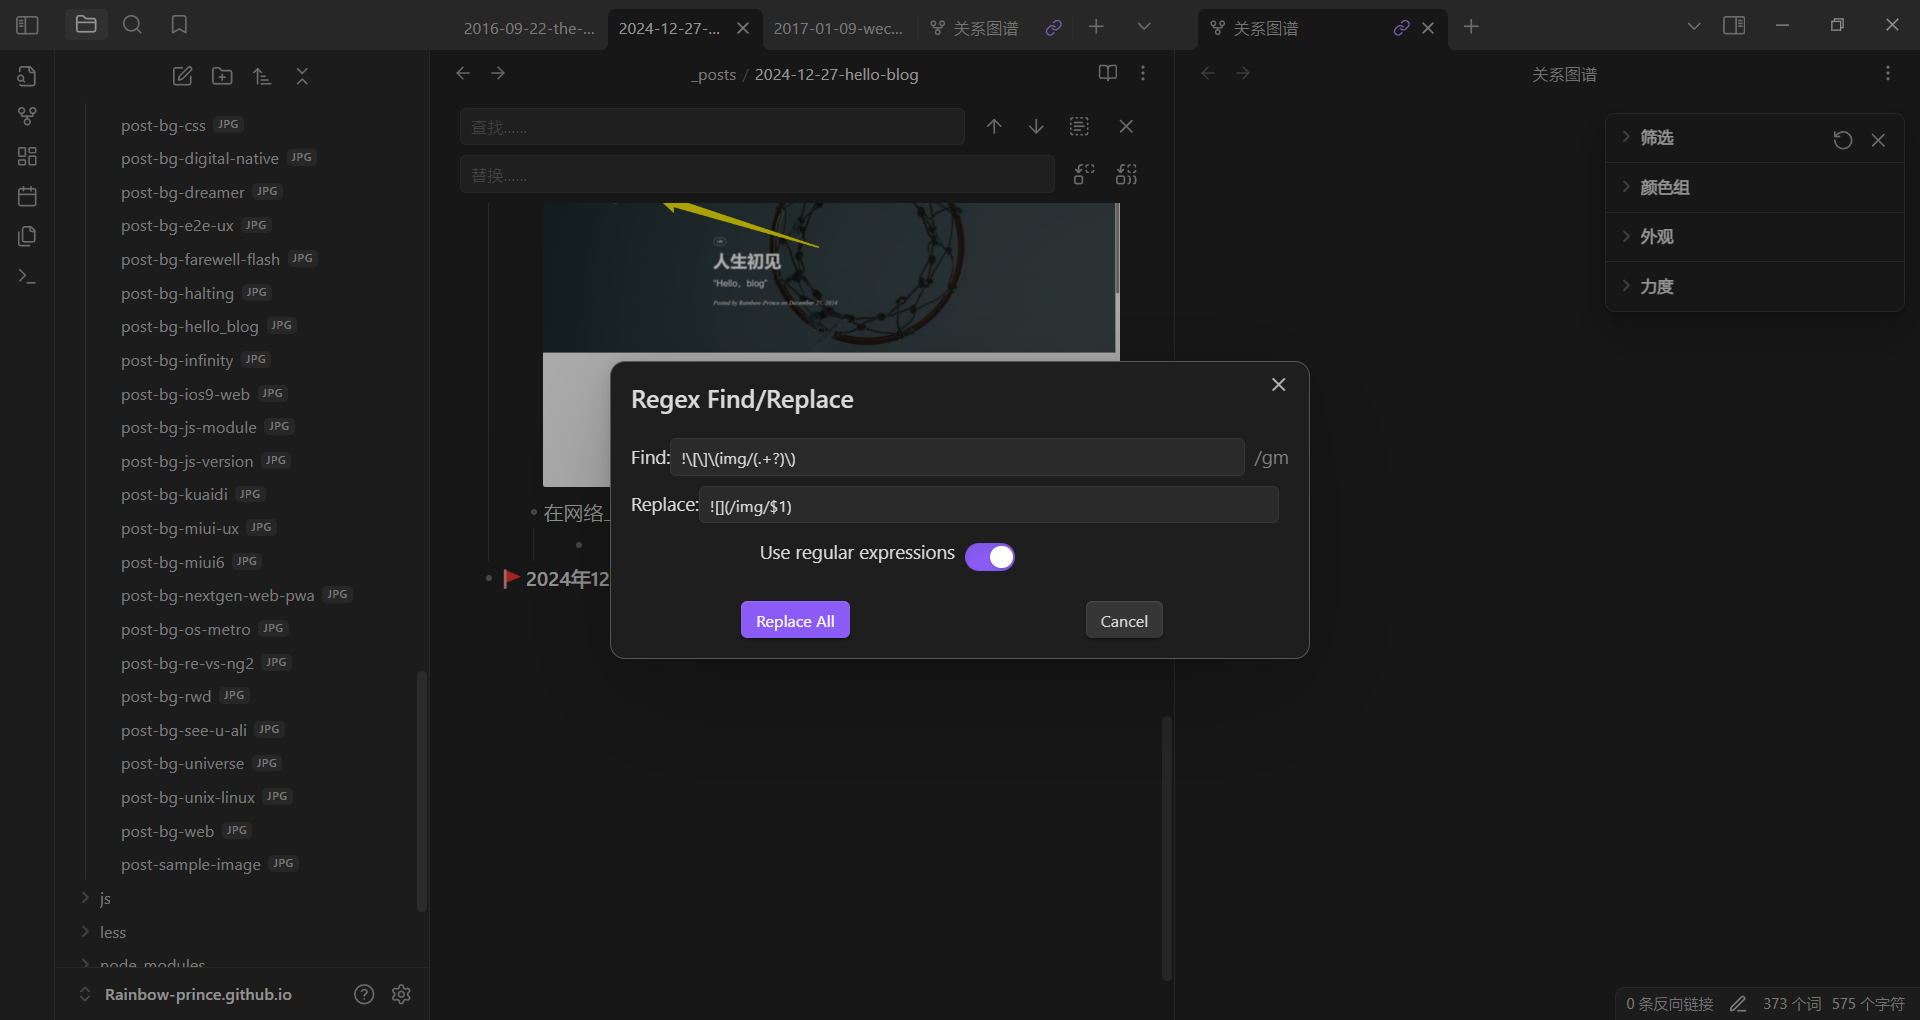 2016-09-22-the-...
2024-12-27-...
2017-01-09-wec...
关系图谱
关系图谱
_posts / 2024-12-27-hello-blog
关系图谱
查找......
替换......
筛选
颜色组
外观
力度
post-bg-css JPG
post-bg-digital-native JPG
post-bg-dreamer JPG
post-bg-e2e-ux JPG
post-bg-farewell-flash JPG
post-bg-halting JPG
post-bg-hello_blog JPG
post-bg-infinity JPG
post-bg-ios9-web JPG
post-bg-js-module JPG
post-bg-js-version JPG
post-bg-kuaidi JPG
post-bg-miui-ux JPG
post-bg-miui6 JPG
post-bg-nextgen-web-pwa JPG
post-bg-os-metro JPG
post-bg-re-vs-ng2 JPG
post-bg-rwd JPG
post-bg-see-u-ali JPG
post-bg-universe JPG
post-bg-unix-linux JPG
post-bg-web JPG
post-sample-image JPG
js
less
node_modules
Rainbow-prince.github.io
人生初见
"Hello, blog"
Posted by Rainbow-Prince on December 27, 2024
在网络_
2024年12
Regex Find/Replace
Find: !\[\]\(img/(.+?)\) /gm
Replace: ![](/img/$1)
Use regular expressions
Replace All
Cancel
0 条反向链接 373 个词 575 个字符